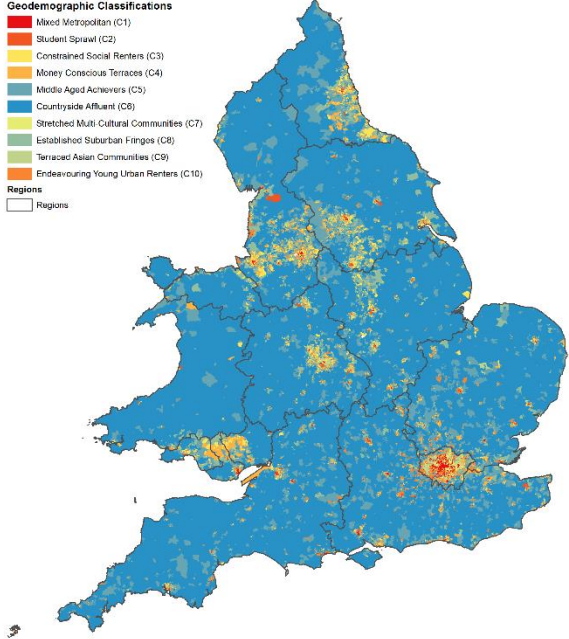 Geodemographic Classifications
Mixed Metropolitan (C1)
Student Sprawl (C2)
Constrained Social Renters (C3)
Money Conscious Terraces (C4)
Middle Aged Achievers (C5)
Countryside Affluent (C6)
Stretched Multi-Cultural Communities (C7)
Established Suburban Fringes (C8)
Terraced Asian Communities (C9)
Endeavouring Young Urban Renters (C10)
Regions
Regions